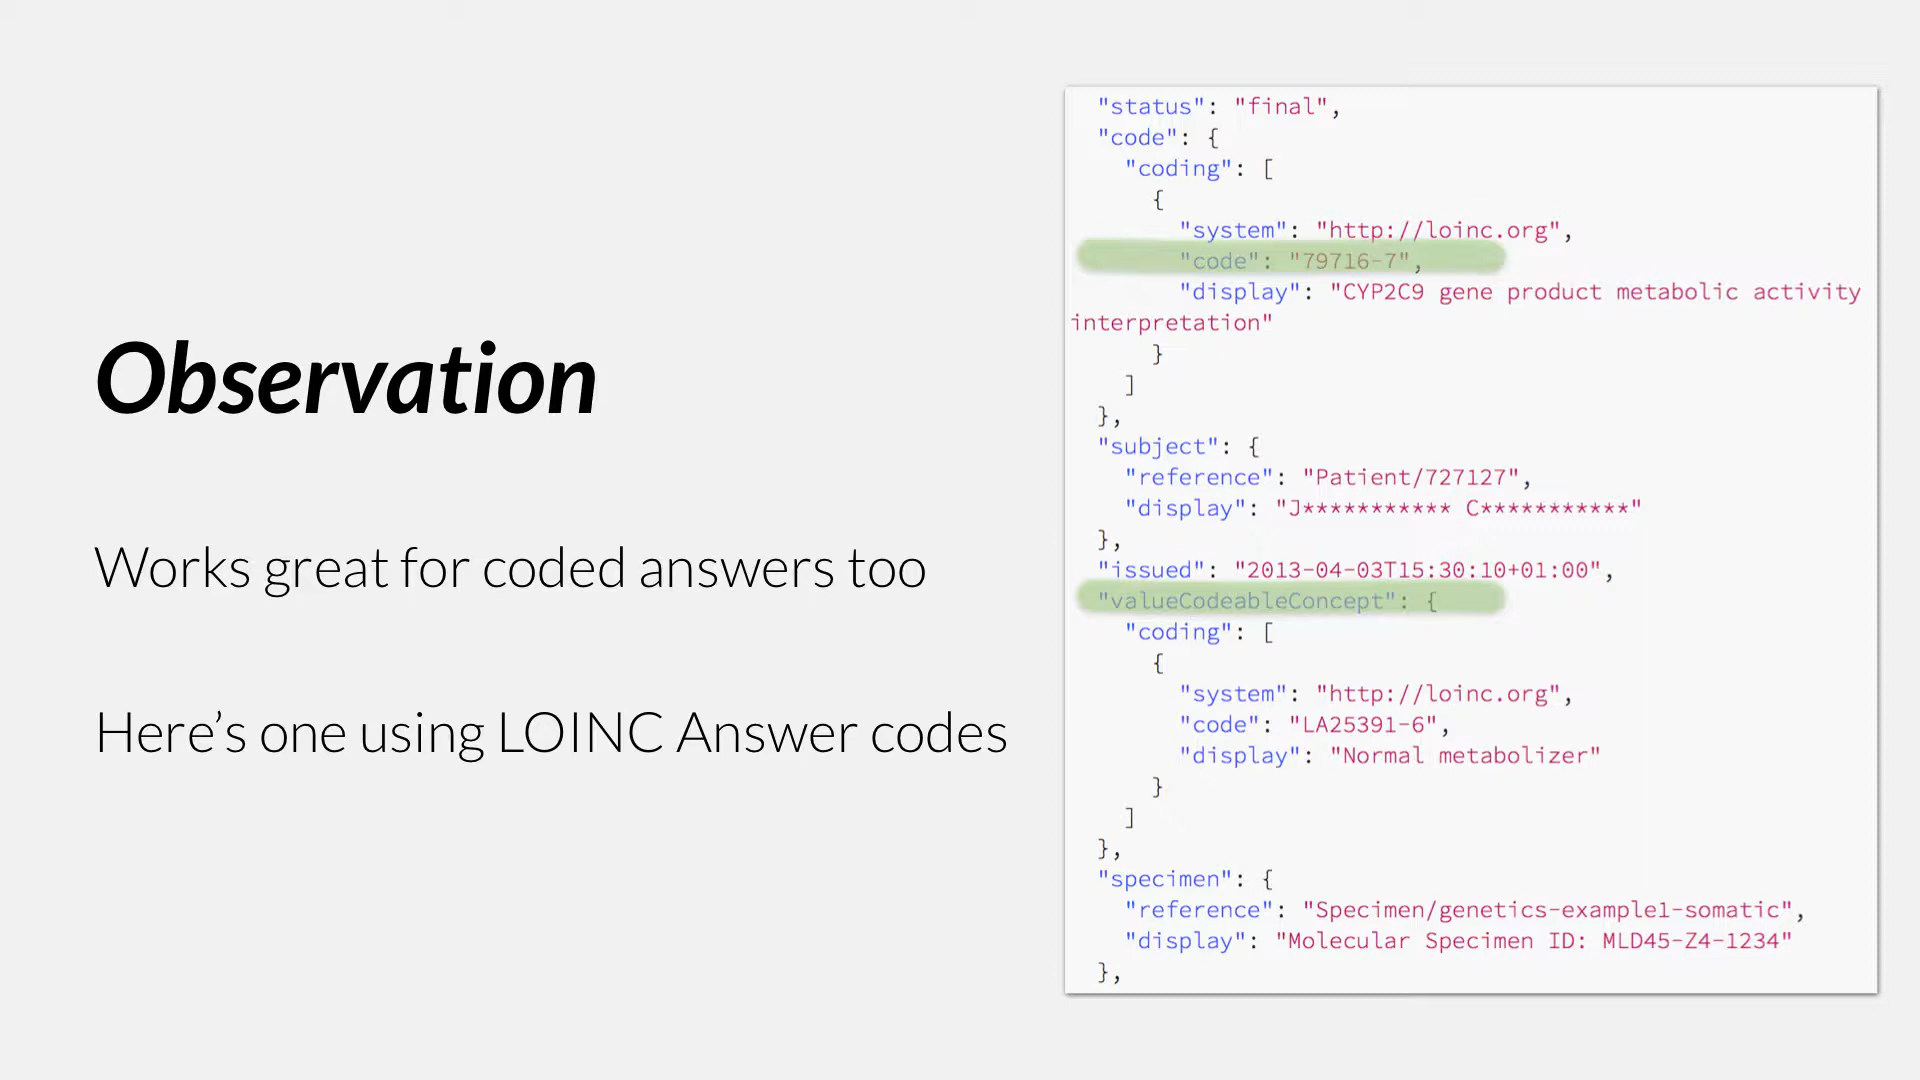 Observation
Works great for coded answers too
Here’s one using LOINC Answer codes
"status": "final",
"code": {
"coding": [
{
"system": "http://loinc.org",
"code": "79716-7",
"display": "CYP2C9 gene product metabolic activity
interpretation"
}
]
},
"subject": {
"reference": "Patient/727127",
"display": "J*********** C***********"
},
"issued": "2013-04-03T15:30:10+01:00",
"valueCodeableConcept": {
"coding": [
{
"system": "http://loinc.org",
"code": "LA25391-6",
"display": "Normal metabolizer"
}
]
},
"specimen": {
"reference": "Specimen/genetics-example1-somatic",
"display": "Molecular Specimen ID: MLD45-Z4-1234"
},